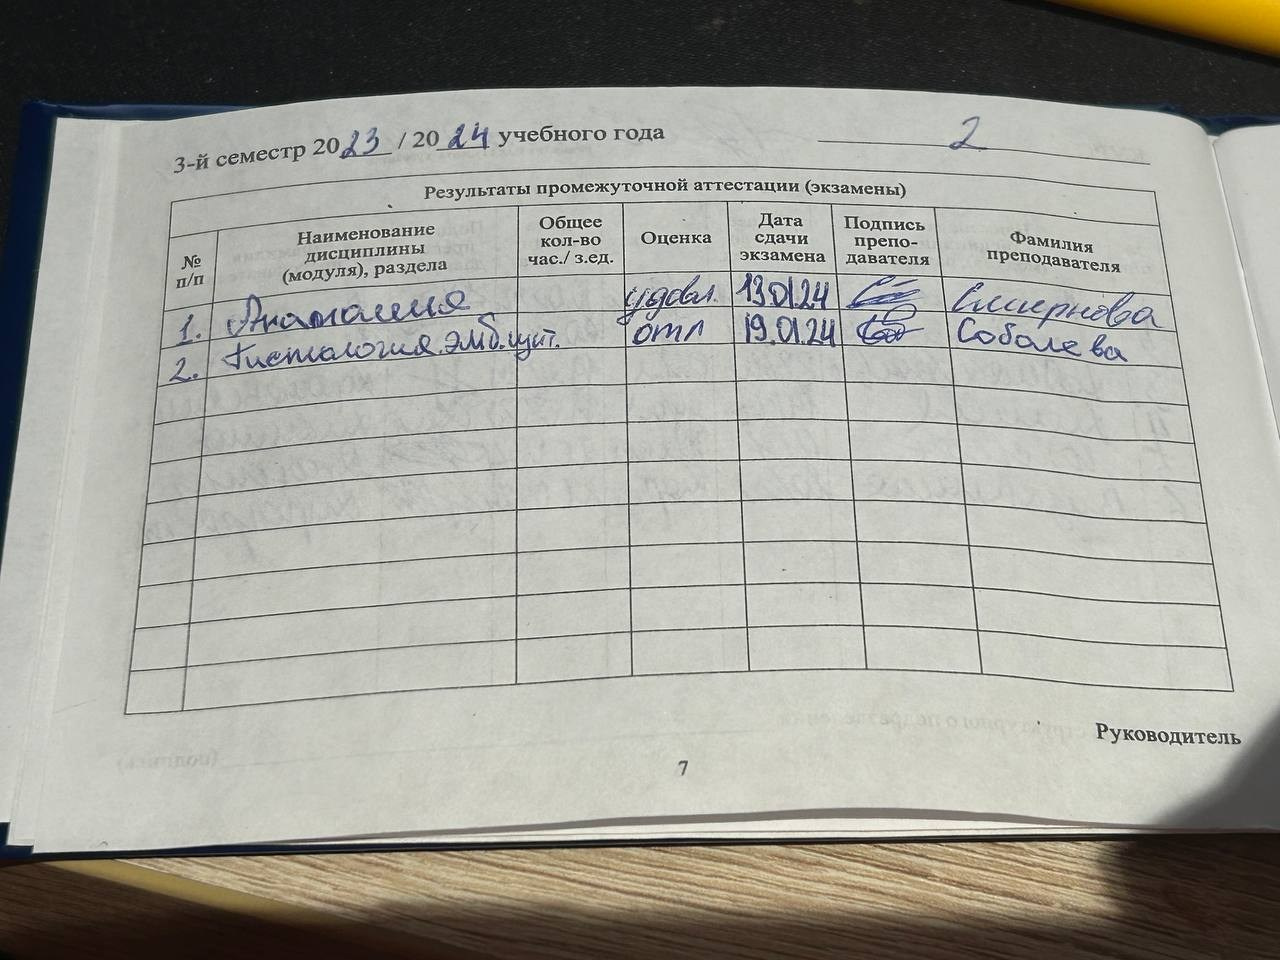 3-й семестр 2023 / 2024 учебного года 2
Результаты промежуточной аттестации (экзамены)
№ п/п Наименование дисциплины (модуля), раздела Общее кол-во час./ з.ед. Оценка Дата сдачи экзамена Подпись препо-давателя Фамилия преподавателя
1. Анатомия удовл. 13.01.24 Смирнова
2. Гистология.эмб.цит. отл 19.01.24 Соболева
Руководитель
7